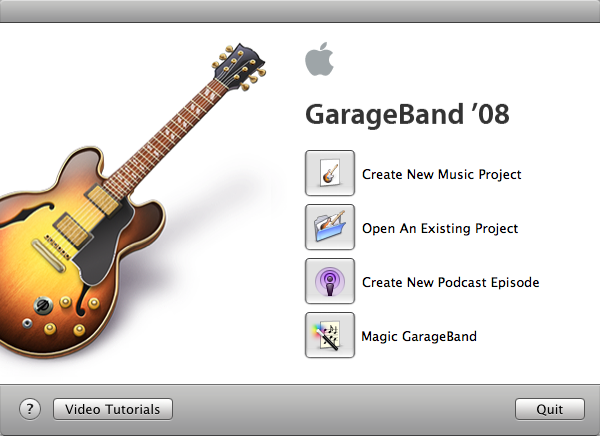 GarageBand ’08
Create New Music Project
Open An Existing Project
Create New Podcast Episode
Magic GarageBand
?
Video Tutorials
Quit